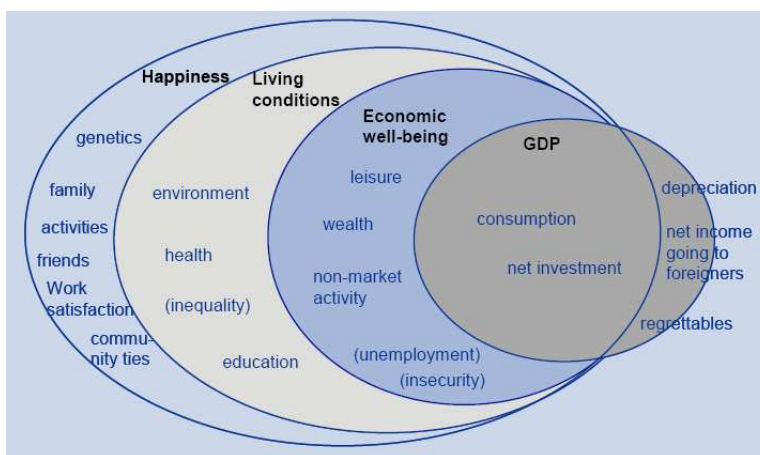 Happiness
Living
conditions
Economic
well-being
GDP
genetics
family
activities
friends
Work
satisfaction
commu-
nity ties
environment
health
(inequality)
education
leisure
wealth
non-market
activity
(unemployment)
(insecurity)
consumption
net investment
depreciation
net income
going to
foreigners
regrettables